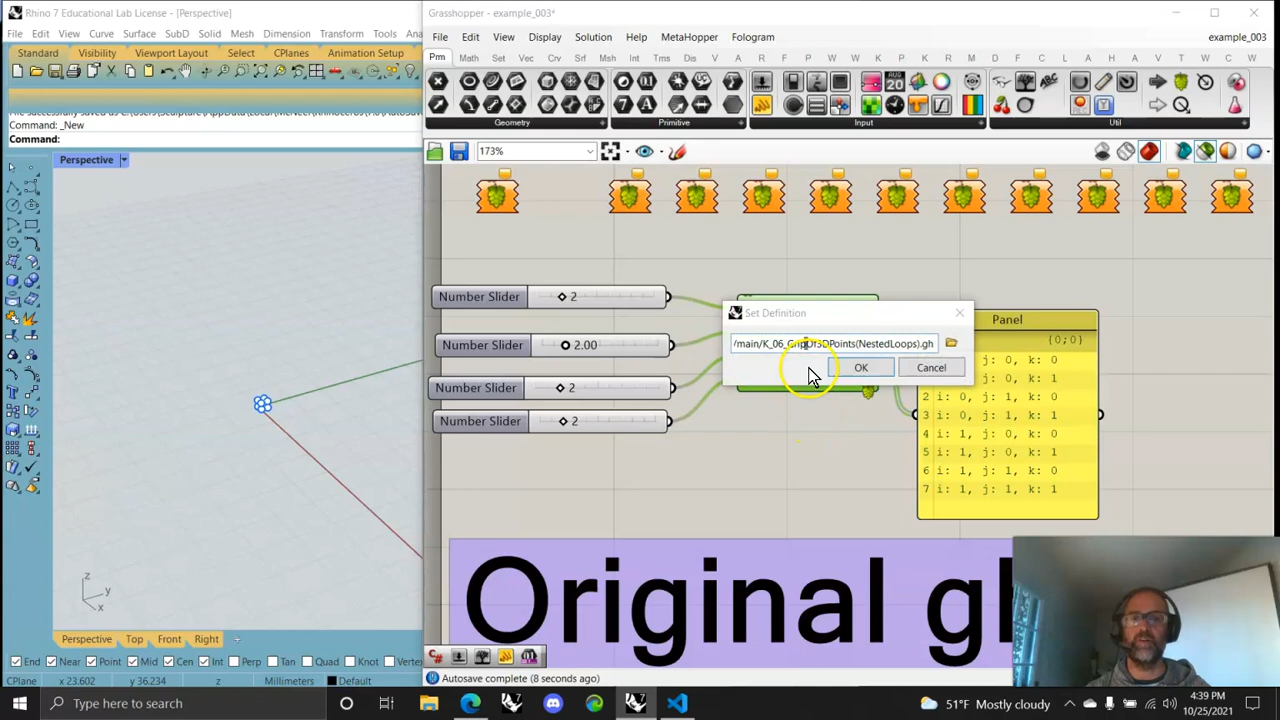 Rhino 7 Educational Lab License - [Perspective]
File Edit View Curve Surface SubD Solid Mesh Dimension Transform Tools
Standard Visibility Viewport Layout Select CPlanes Animation Setup
Command: _New
Command:
Perspective
z
y
x
Perspective Top Front Right
End Near Point Mid Cen Int Perp Tan Quad Knot
CPlane x 23.602 y 36.234 z Millimeters Default
Grasshopper - example_003*
File Edit View Display Solution Help MetaHopper Fologram example_003
Prm Math Set Vec Crv Srf Msh Int Trns Dis V A R W M K P W W A K P L A O D E G H C W
Geometry Primitive Input Util
173%
Number Slider 2
Number Slider 2.00
Number Slider 2
Number Slider 2
Set Definition
/main/K_06_GripOf3DPoints(NestedLoops).gh
OK Cancel
Panel
{0;0}
j: 0, k: 0
j: 0, k: 1
2 i: 0, j: 1, k: 0
3 i: 0, j: 1, k: 1
4 i: 1, j: 0, k: 0
5 i: 1, j: 0, k: 1
6 i: 1, j: 1, k: 0
7 i: 1, j: 1, k: 1
Original gh
Autosave complete (8 seconds ago)
Type here to search
51°F Mostly cloudy
4:39 PM
10/25/2021